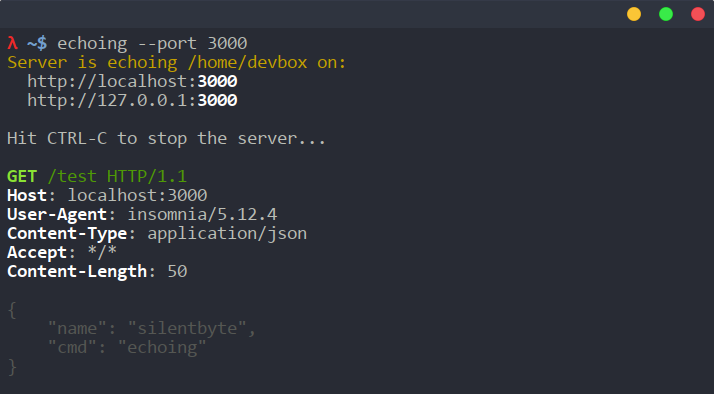 λ ~$ echoing --port 3000
Server is echoing /home/devbox on:
  http://localhost:3000
  http://127.0.0.1:3000

Hit CTRL-C to stop the server...

GET /test HTTP/1.1
Host: localhost:3000
User-Agent: insomnia/5.12.4
Content-Type: application/json
Accept: */*
Content-Length: 50

{
    "name": "silentbyte",
    "cmd": "echoing"
}